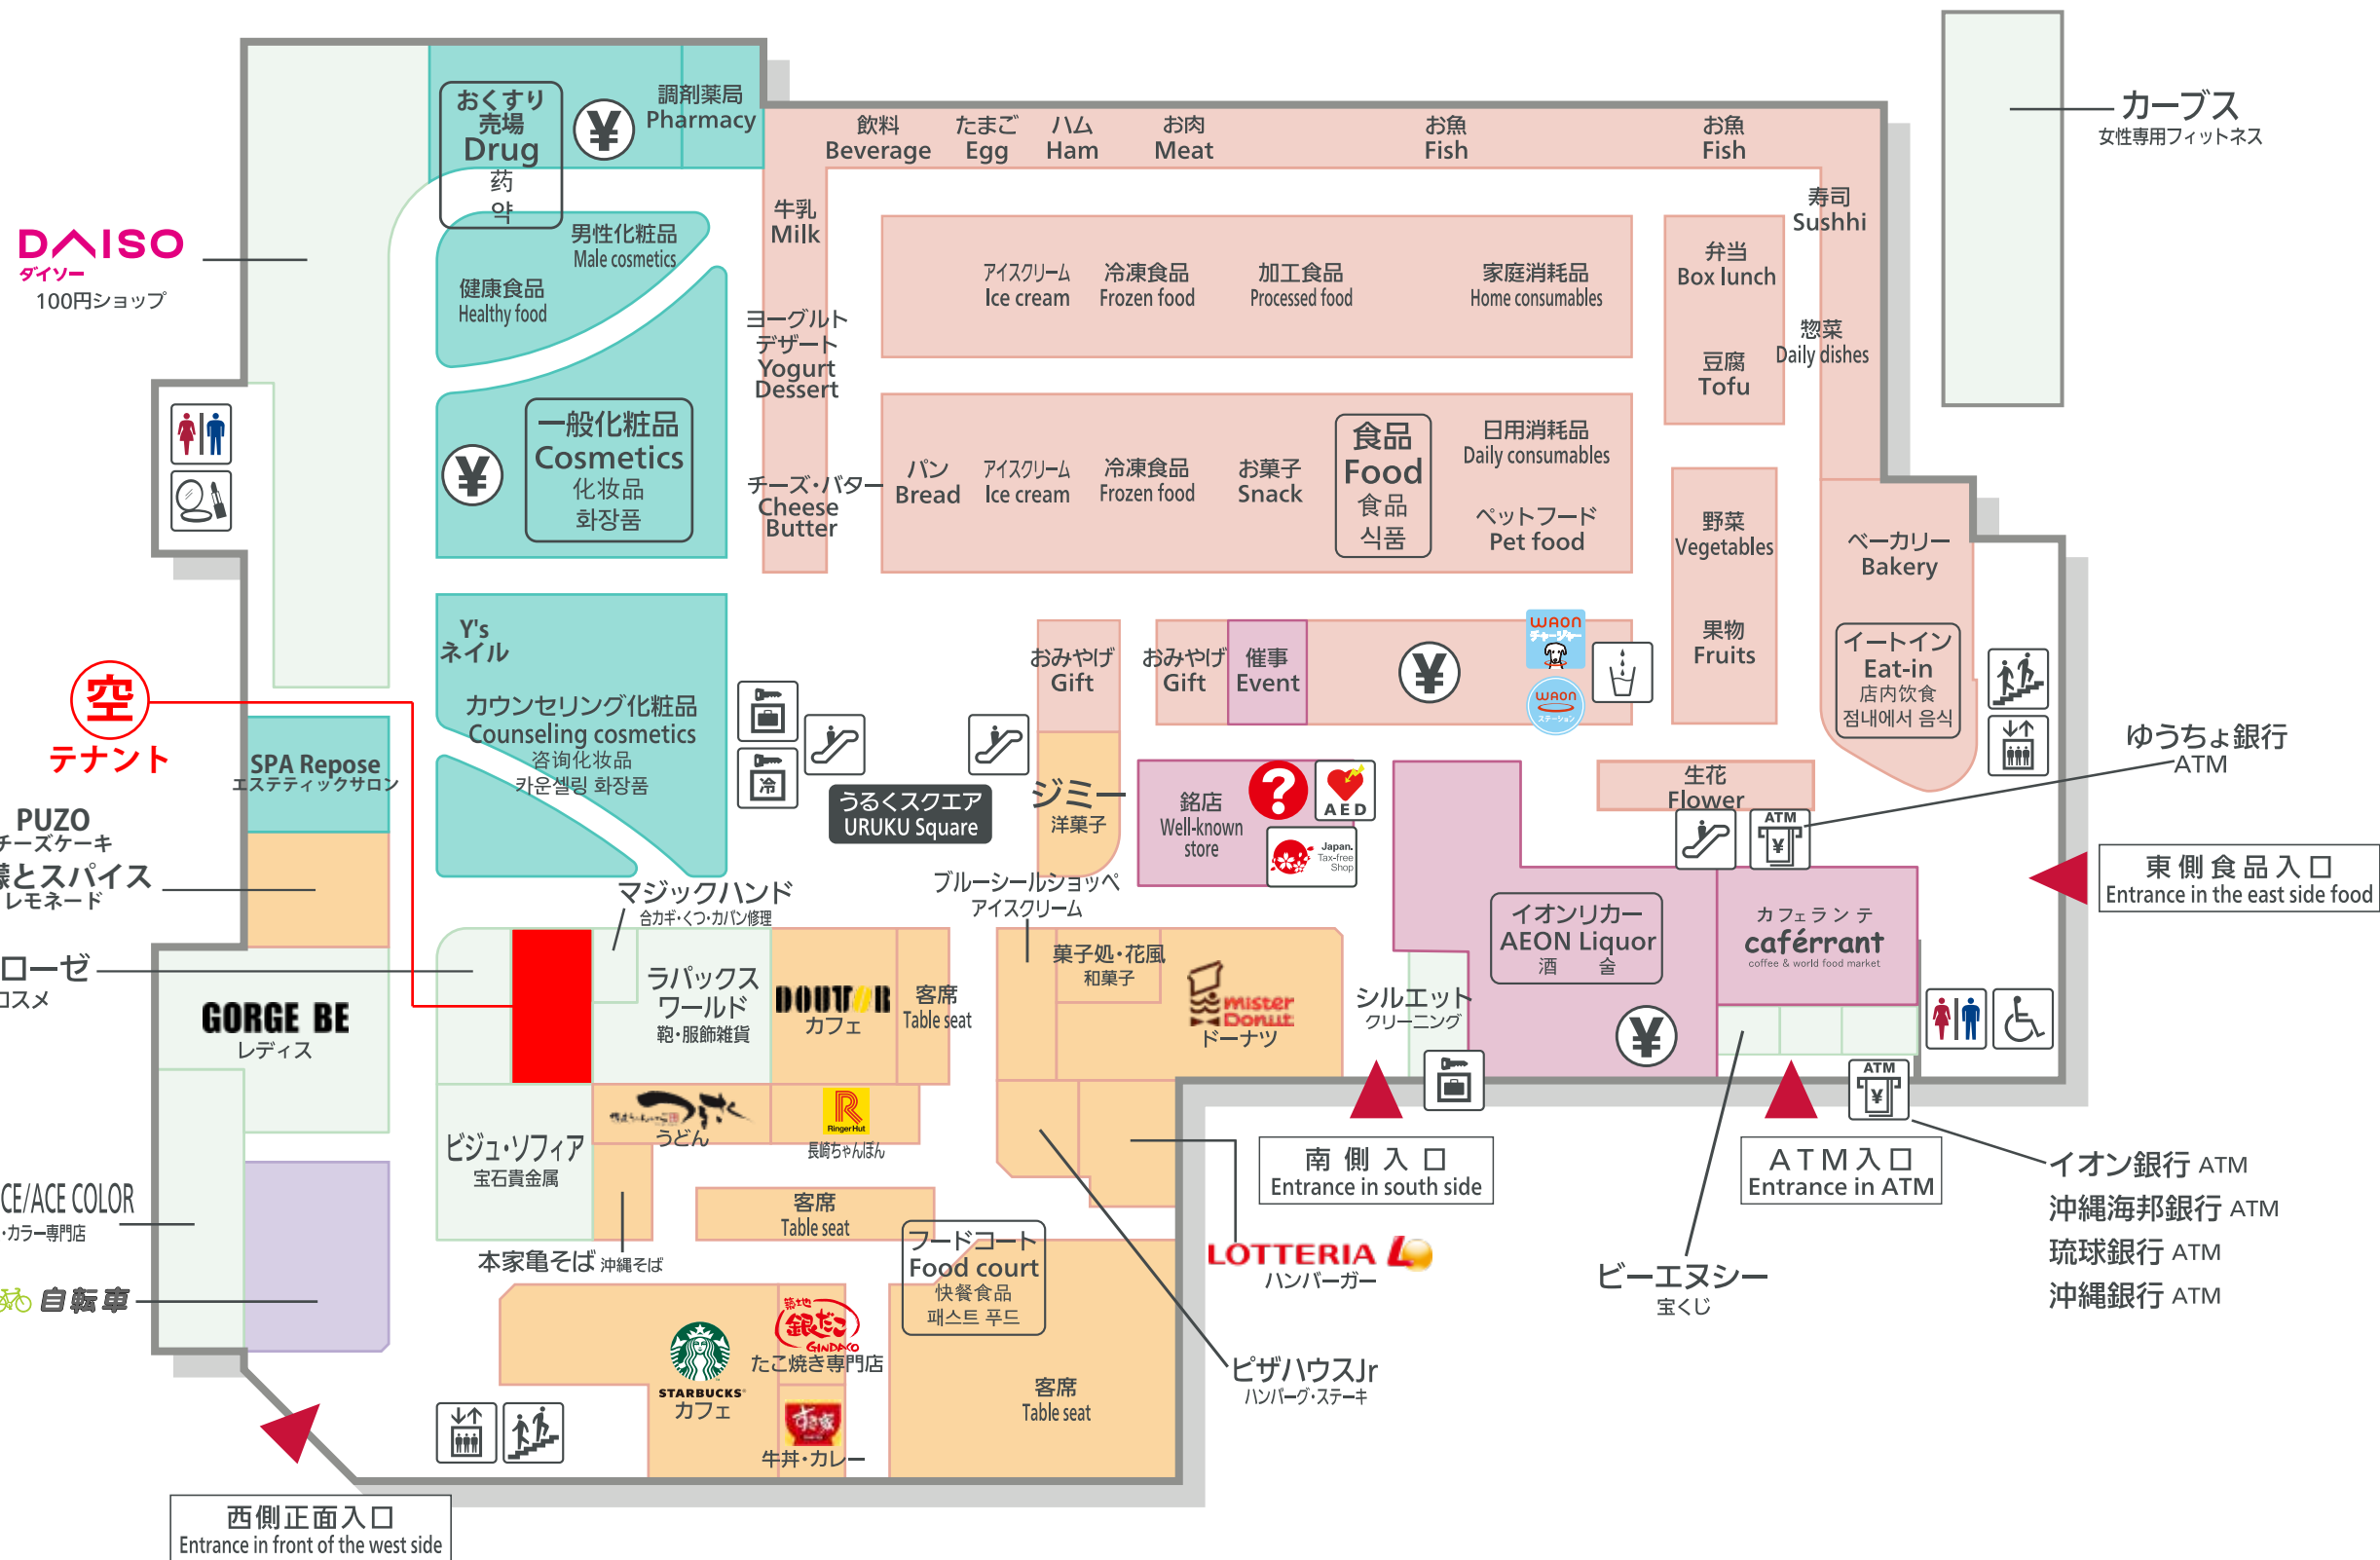 おくすり
売場
Drug
药
약
¥
調剤薬局
Pharmacy
飲料
Beverage
たまご
Egg
ハム
Ham
お肉
Meat
お魚
Fish
お魚
Fish
カーブス
女性専用フィットネス
DAISO
ダイソー
100円ショップ
男性化粧品
Male cosmetics
健康食品
Healthy food
牛乳
Milk
ヨーグルト
デザート
Yogurt
Dessert
チーズ・バター
Cheese
Butter
寿司
Sushhi
弁当
Box lunch
惣菜
Daily dishes
豆腐
Tofu
アイスクリーム
Ice cream
冷凍食品
Frozen food
加工食品
Processed food
家庭消耗品
Home consumables
一般化粧品
Cosmetics
化妆品
화장품
¥
パン
Bread
アイスクリーム
Ice cream
冷凍食品
Frozen food
お菓子
Snack
食品
Food
食品
식품
日用消耗品
Daily consumables
ペットフード
Pet food
野菜
Vegetables
果物
Fruits
ベーカリー
Bakery
イートイン
Eat-in
店内饮食
점내에서 음식
Y's
ネイル
カウンセリング化粧品
Counseling cosmetics
咨询化妆品
카운셀링 화장품
空
テナント
SPA Repose
エステティックサロン
冷
うるくスクエア
URUKU Square
おみやげ
Gift
おみやげ
Gift
催事
Event
¥
WAON
チャージャー
WAON
ステーション
ジミー
洋菓子
銘店
Well-known
store
?
AED
Japan.
Tax-free
Shop
生花
Flower
ATM
¥
ゆうちょ銀行
ATM
東側食品入口
Entrance in the east side food
PUZO
チーズケーキ
とスパイス
レモネード
ローゼ
コスメ
GORGE BE
レディス
マジックハンド
合カギ・くつ・カバン修理
ラパックス
ワールド
鞄・服飾雑貨
DOUTOR
カフェ
客席
Table seat
ブルーシールショッペ
アイスクリーム
菓子処・花風
和菓子
mister
Donut
ドーナツ
シルエット
クリーニング
イオンリカー
AEON Liquor
酒 술
¥
カフェランテ
caférrant
coffee & world food market
ビジュ・ソフィア
宝石貴金属
うどん
RingerHut
長崎ちゃんぽん
客席
Table seat
本家亀そば 沖縄そば
フードコート
Food court
快餐食品
패스트 푸드
南側入口
Entrance in south side
ATM
¥
ATM入口
Entrance in ATM
イオン銀行 ATM
沖縄海邦銀行 ATM
琉球銀行 ATM
沖縄銀行 ATM
LOTTERIA
ハンバーガー
ビーエヌシー
宝くじ
ピザハウスJr
ハンバーグ・ステーキ
CE/ACE COLOR
・カラー専門店
自転車
STARBUCKS
カフェ
築地
銀だこ
GINDACO
たこ焼き専門店
すき家
牛丼・カレー
客席
Table seat
西側正面入口
Entrance in front of the west side